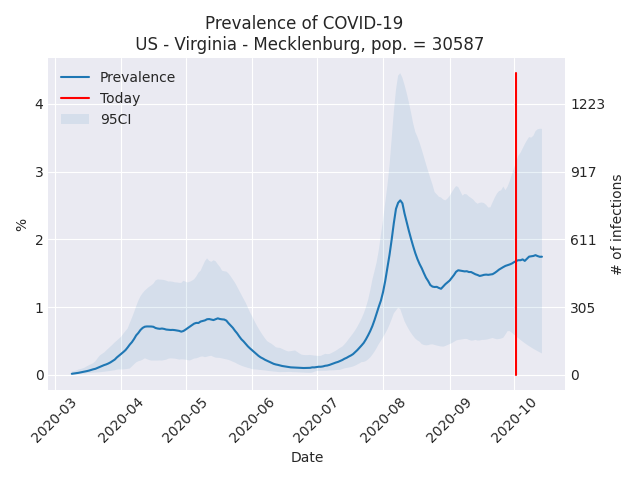 Prevalence of COVID-19
US - Virginia - Mecklenburg, pop. = 30587
Prevalence
Today
95CI
4
3
2
1
0
%
1223
917
611
305
0
# of infections
2020-03
2020-04
2020-05
2020-06
2020-07
2020-08
2020-09
2020-10
Date